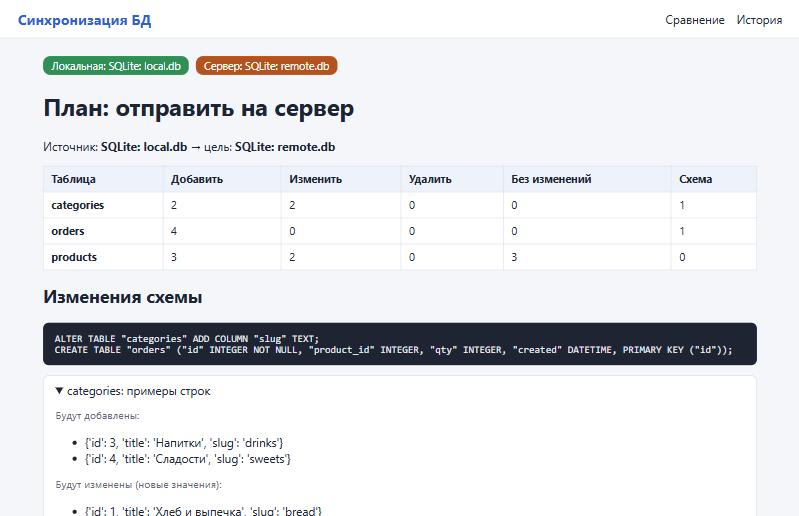 Синхронизация БД
Сравнение История
Локальная: SQLite: local.db Сервер: SQLite: remote.db
План: отправить на сервер
Источник: SQLite: local.db → цель: SQLite: remote.db
Таблица Добавить Изменить Удалить Без изменений Схема
categories 2 2 0 0 1
orders 4 0 0 0 1
products 3 2 0 3 0
Изменения схемы
ALTER TABLE "categories" ADD COLUMN "slug" TEXT;
CREATE TABLE "orders" ("id" INTEGER NOT NULL, "product_id" INTEGER, "qty" INTEGER, "created" DATETIME, PRIMARY KEY ("id"));
▼ categories: примеры строк
Будут добавлены:
• {'id': 3, 'title': 'Напитки', 'slug': 'drinks'}
• {'id': 4, 'title': 'Сладости', 'slug': 'sweets'}
Будут изменены (новые значения):
• {'id': 1, 'title': 'Хлеб и выпечка', 'slug': 'bread'}